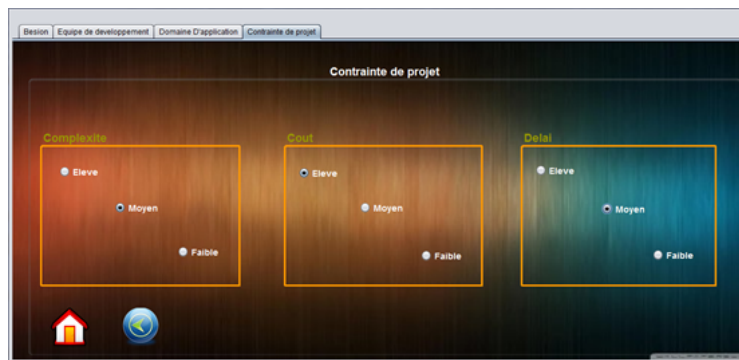 Besion Equipe de developpement Domaine D'application Contrainte de projet
Contrainte de projet
Complexite Cout Delai
Eleve Eleve Eleve
Moyen Moyen Moyen
Faible Faible Faible